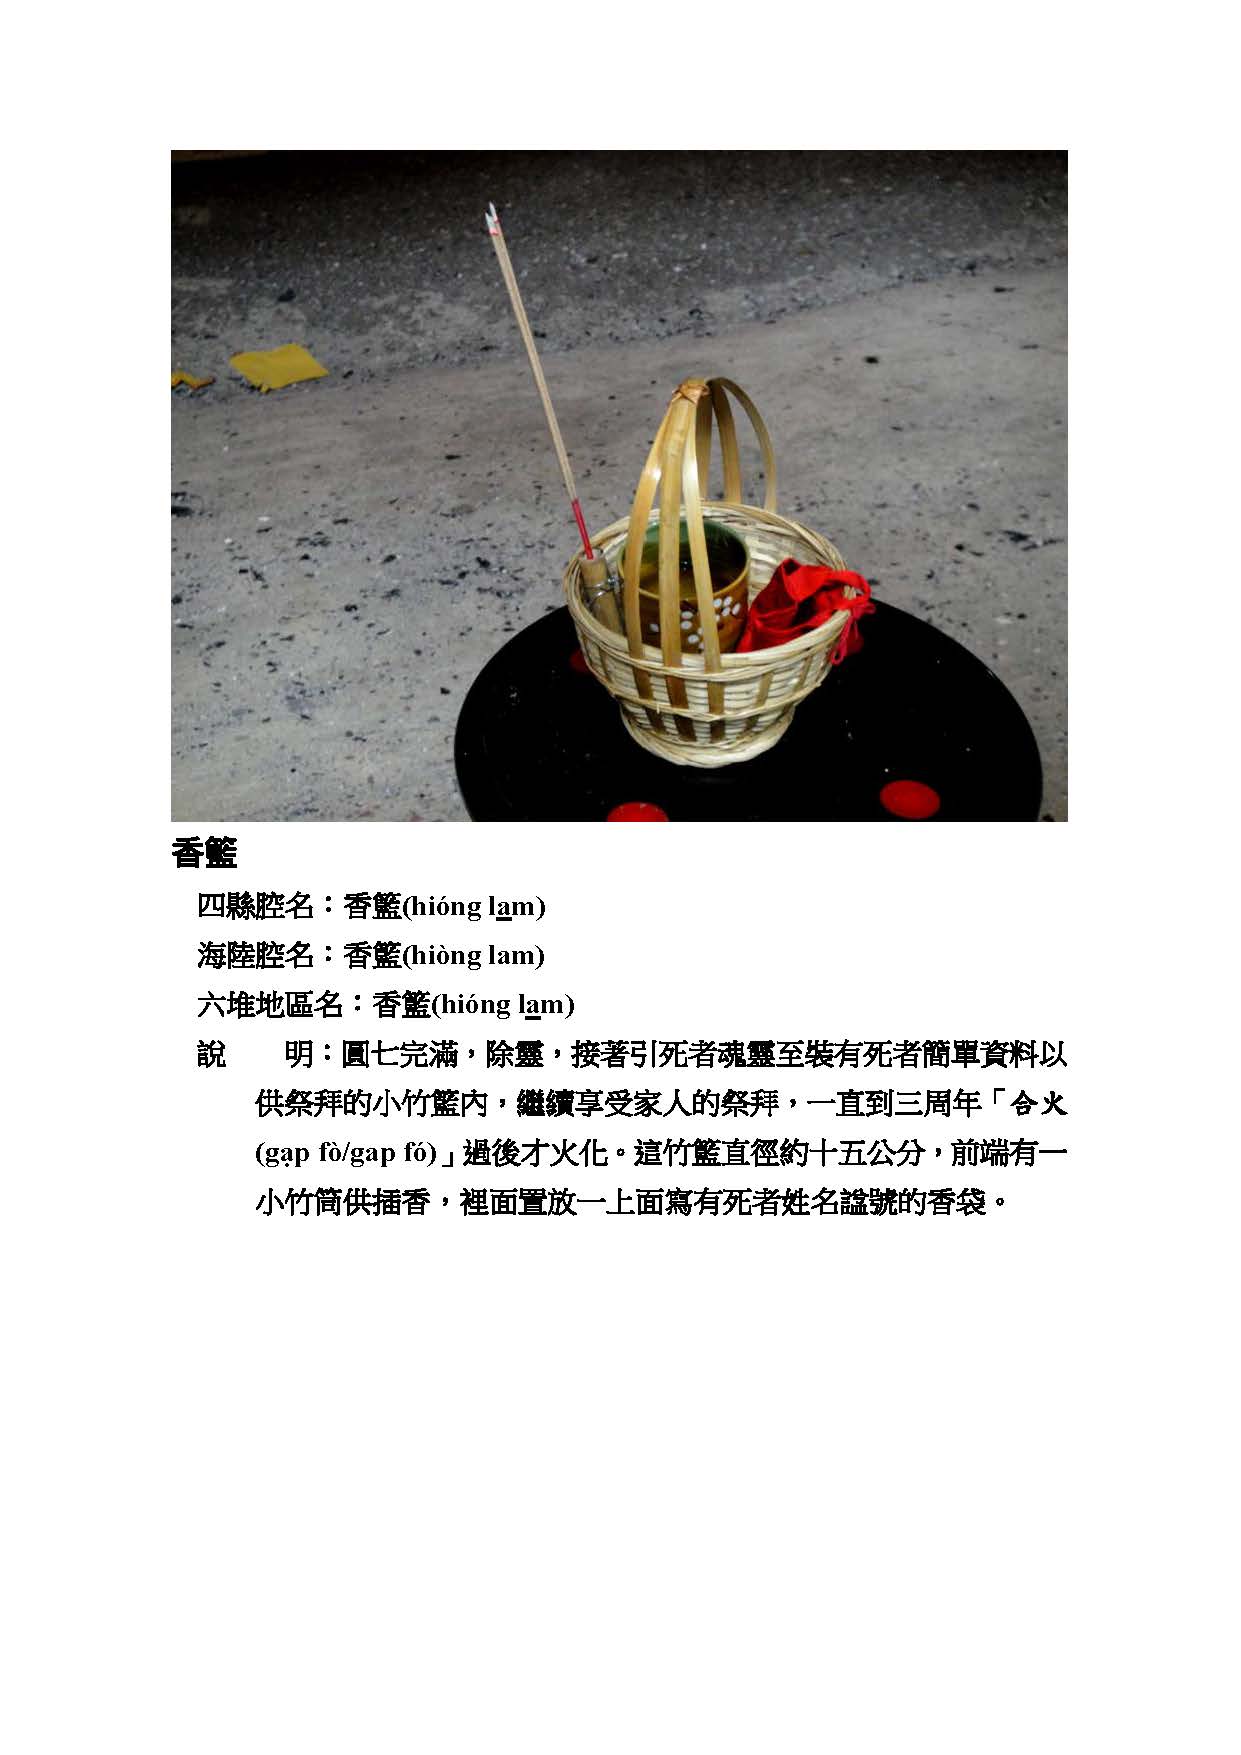 香籃
四縣腔名：香籃(hióng la̲m)
海陸腔名：香籃(hiòng lam)
六堆地區名：香籃(hióng la̲m)
說　　明：圓七完滿，除靈，接著引死者魂靈至裝有死者簡單資料以
供祭拜的小竹籃內，繼續享受家人的祭拜，一直到三周年「合火
(gaṃp fò/gap fó)」過後才火化。這竹籃直徑約十五公分，前端有一
小竹筒供插香，裡面置放一上面寫有死者姓名諡號的香袋。